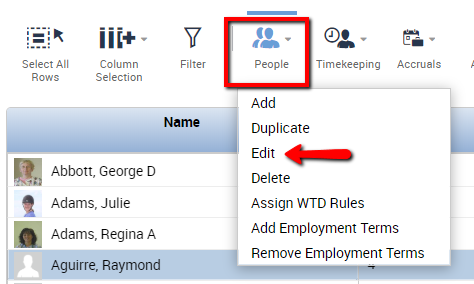 Select All
Rows
Column
Selection
Filter
People
Timekeeping
Accruals
Name
Add
Duplicate
Edit
Delete
Assign WTD Rules
Add Employment Terms
Remove Employment Terms
Abbott, George D
Adams, Julie
Adams, Regina A
Aguirre, Raymond